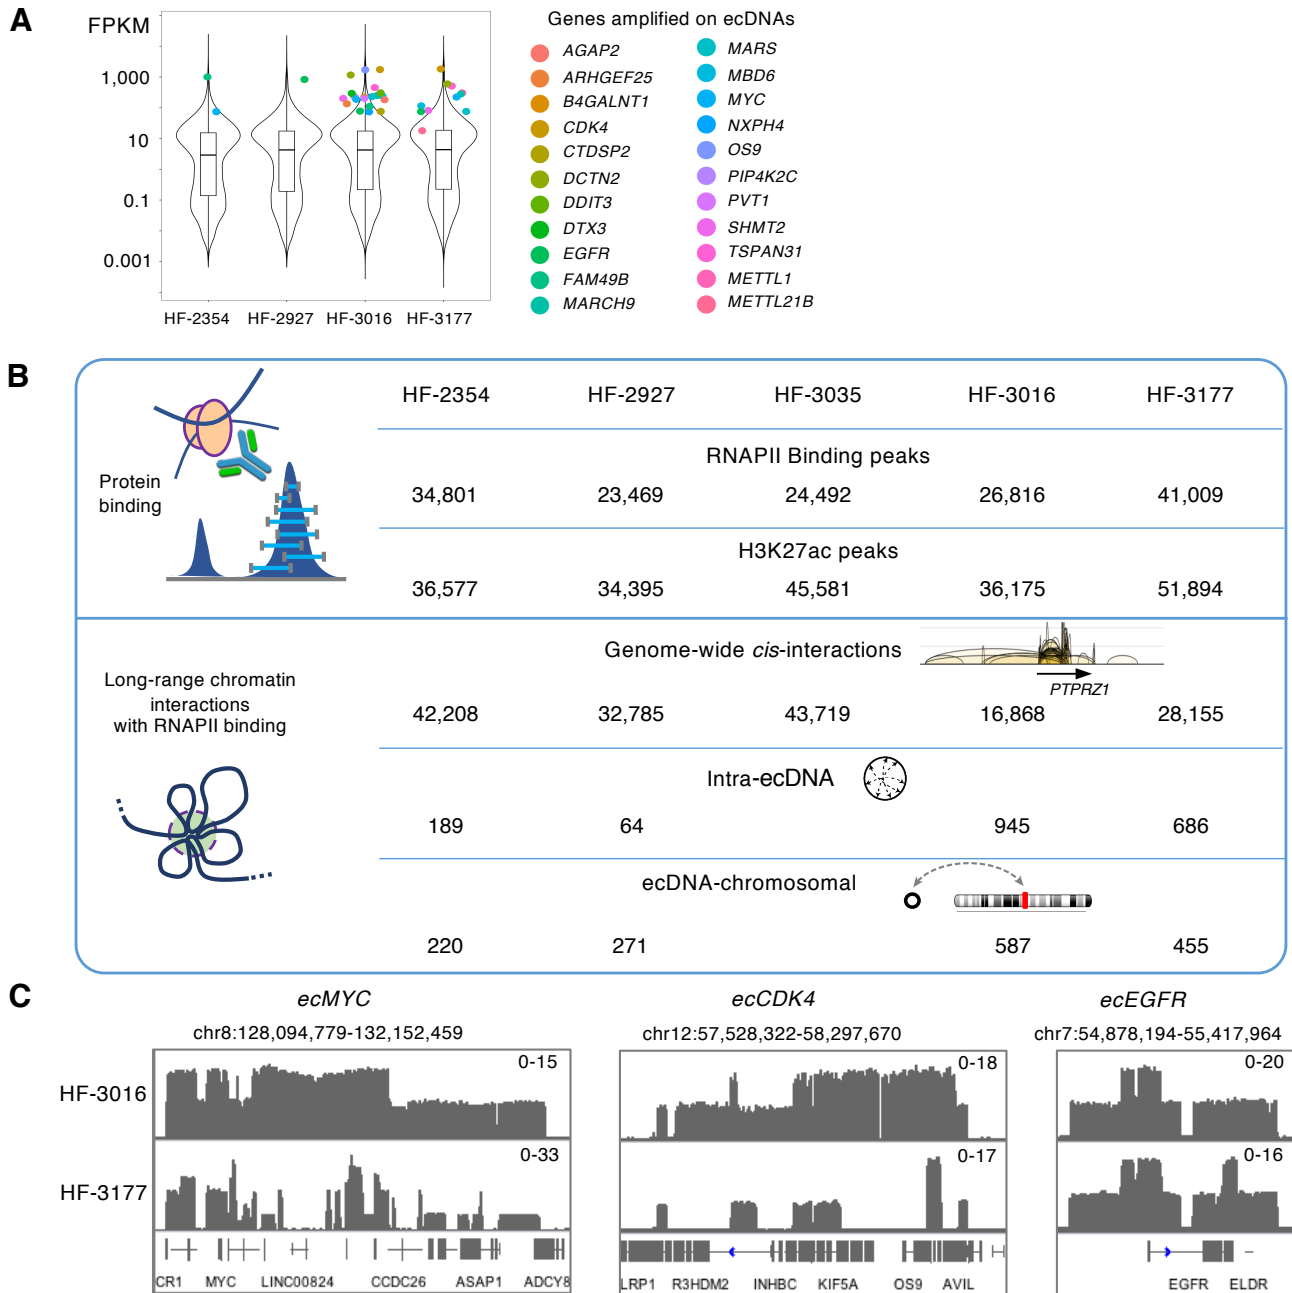 A
FPKM
1,000
10
0.1
0.001
HF-2354 HF-2927 HF-3016 HF-3177
Genes amplified on ecDNAs
AGAP2
ARHGEF25
B4GALNT1
CDK4
CTDSP2
DCTN2
DDIT3
DTX3
EGFR
FAM49B
MARCH9
MARS
MBD6
MYC
NXPH4
OS9
PIP4K2C
PVT1
SHMT2
TSPAN31
METTL1
METTL21B
B
HF-2354 HF-2927 HF-3035 HF-3016 HF-3177
Protein
binding
RNAPII Binding peaks
34,801 23,469 24,492 26,816 41,009
H3K27ac peaks
36,577 34,395 45,581 36,175 51,894
Long-range chromatin
interactions
with RNAPII binding
Genome-wide cis-interactions
PTPRZ1
42,208 32,785 43,719 16,868 28,155
Intra-ecDNA
189 64 945 686
ecDNA-chromosomal
220 271 587 455
C
ecMYC ecCDK4 ecEGFR
chr8:128,094,779-132,152,459 chr12:57,528,322-58,297,670 chr7:54,878,194-55,417,964
HF-3016 0-15 0-18 0-20
HF-3177 0-33 0-17 0-16
CR1 MYC LINC00824 CCDC26 ASAP1 ADCY8 LRP1 R3HDM2 INHBC KIF5A OS9 AVIL EGFR ELDR